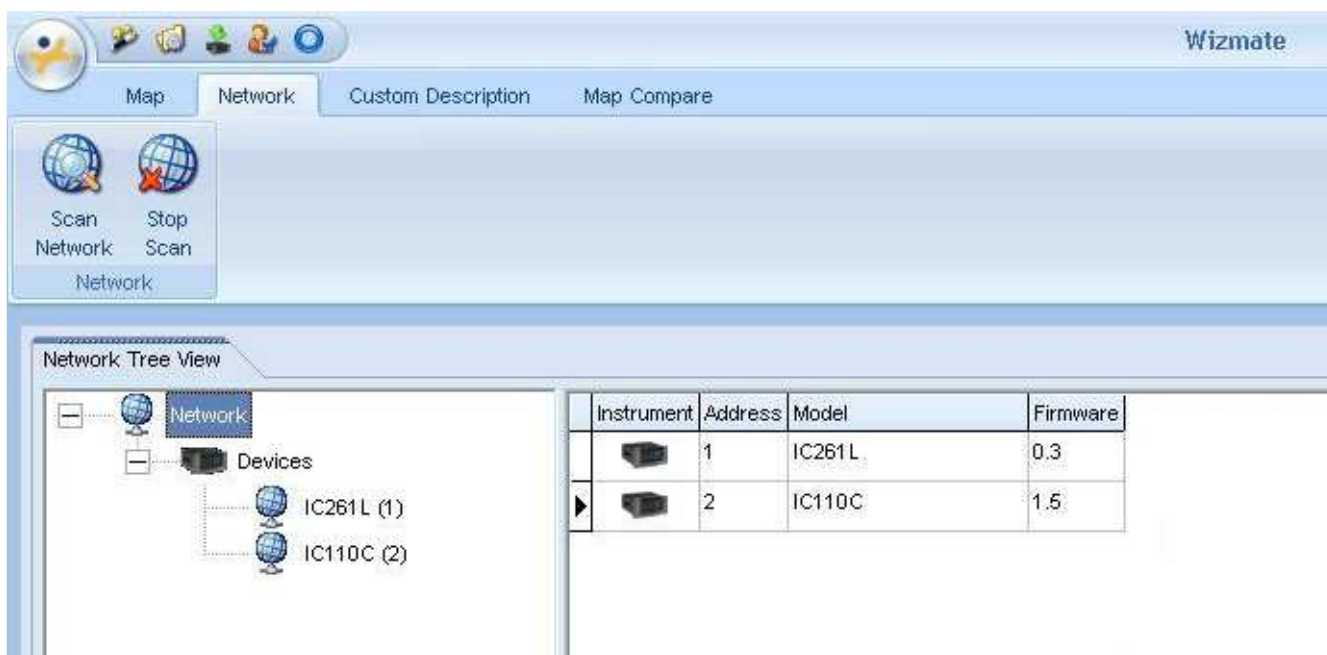 Wizmate
Map Network Custom Description Map Compare
Scan Network
Stop Scan
Network
Network Tree View
Network
Devices
IC261L (1)
IC110C (2)
Instrument Address Model Firmware
1 IC261L 0.3
2 IC110C 1.5